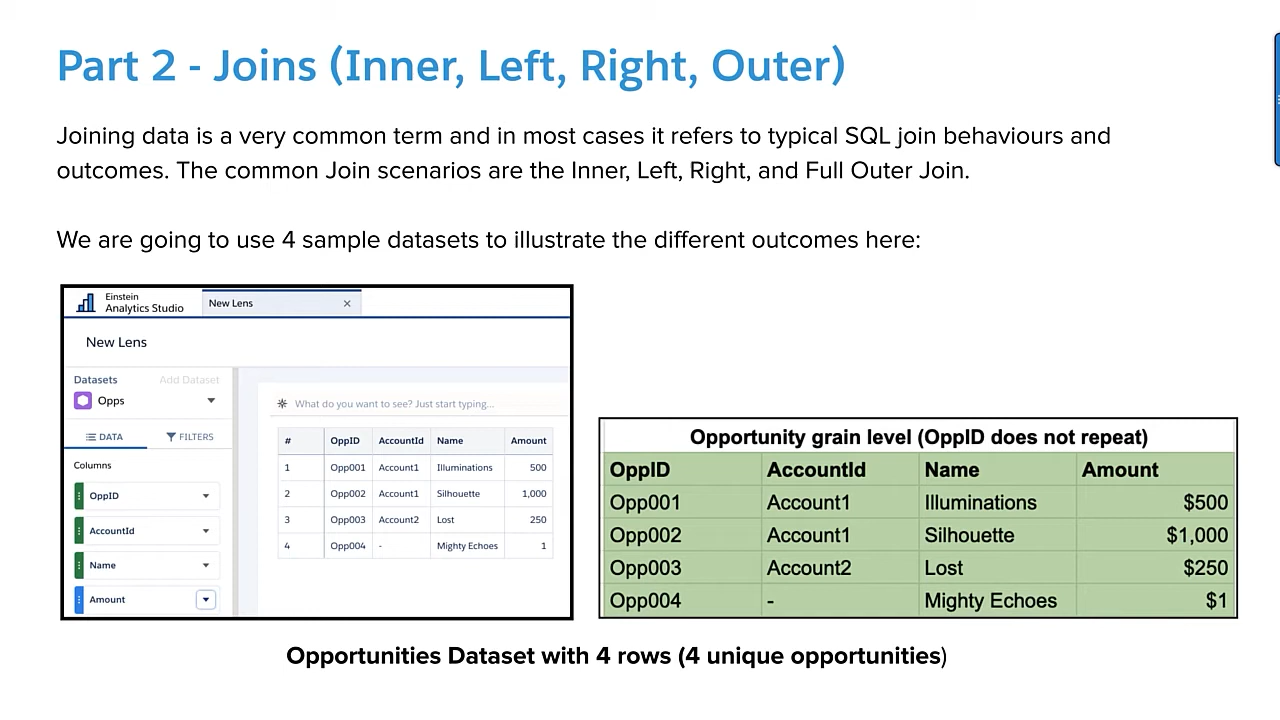 Part 2 - Joins (Inner, Left, Right, Outer)
Joining data is a very common term and in most cases it refers to typical SQL join behaviours and
outcomes. The common Join scenarios are the Inner, Left, Right, and Full Outer Join.
We are going to use 4 sample datasets to illustrate the different outcomes here:
Einstein
Analytics Studio
New Lens
New Lens
Datasets Add Dataset
Opps
DATA FILTERS
Columns
OppID
AccountId
Name
Amount
What do you want to see? Just start typing...
# OppID AccountId Name Amount
1 Opp001 Account1 Illuminations 500
2 Opp002 Account1 Silhouette 1,000
3 Opp003 Account2 Lost 250
4 Opp004 - Mighty Echoes 1
Opportunity grain level (OppID does not repeat)
OppID AccountId Name Amount
Opp001 Account1 Illuminations $500
Opp002 Account1 Silhouette $1,000
Opp003 Account2 Lost $250
Opp004 - Mighty Echoes $1
Opportunities Dataset with 4 rows (4 unique opportunities)